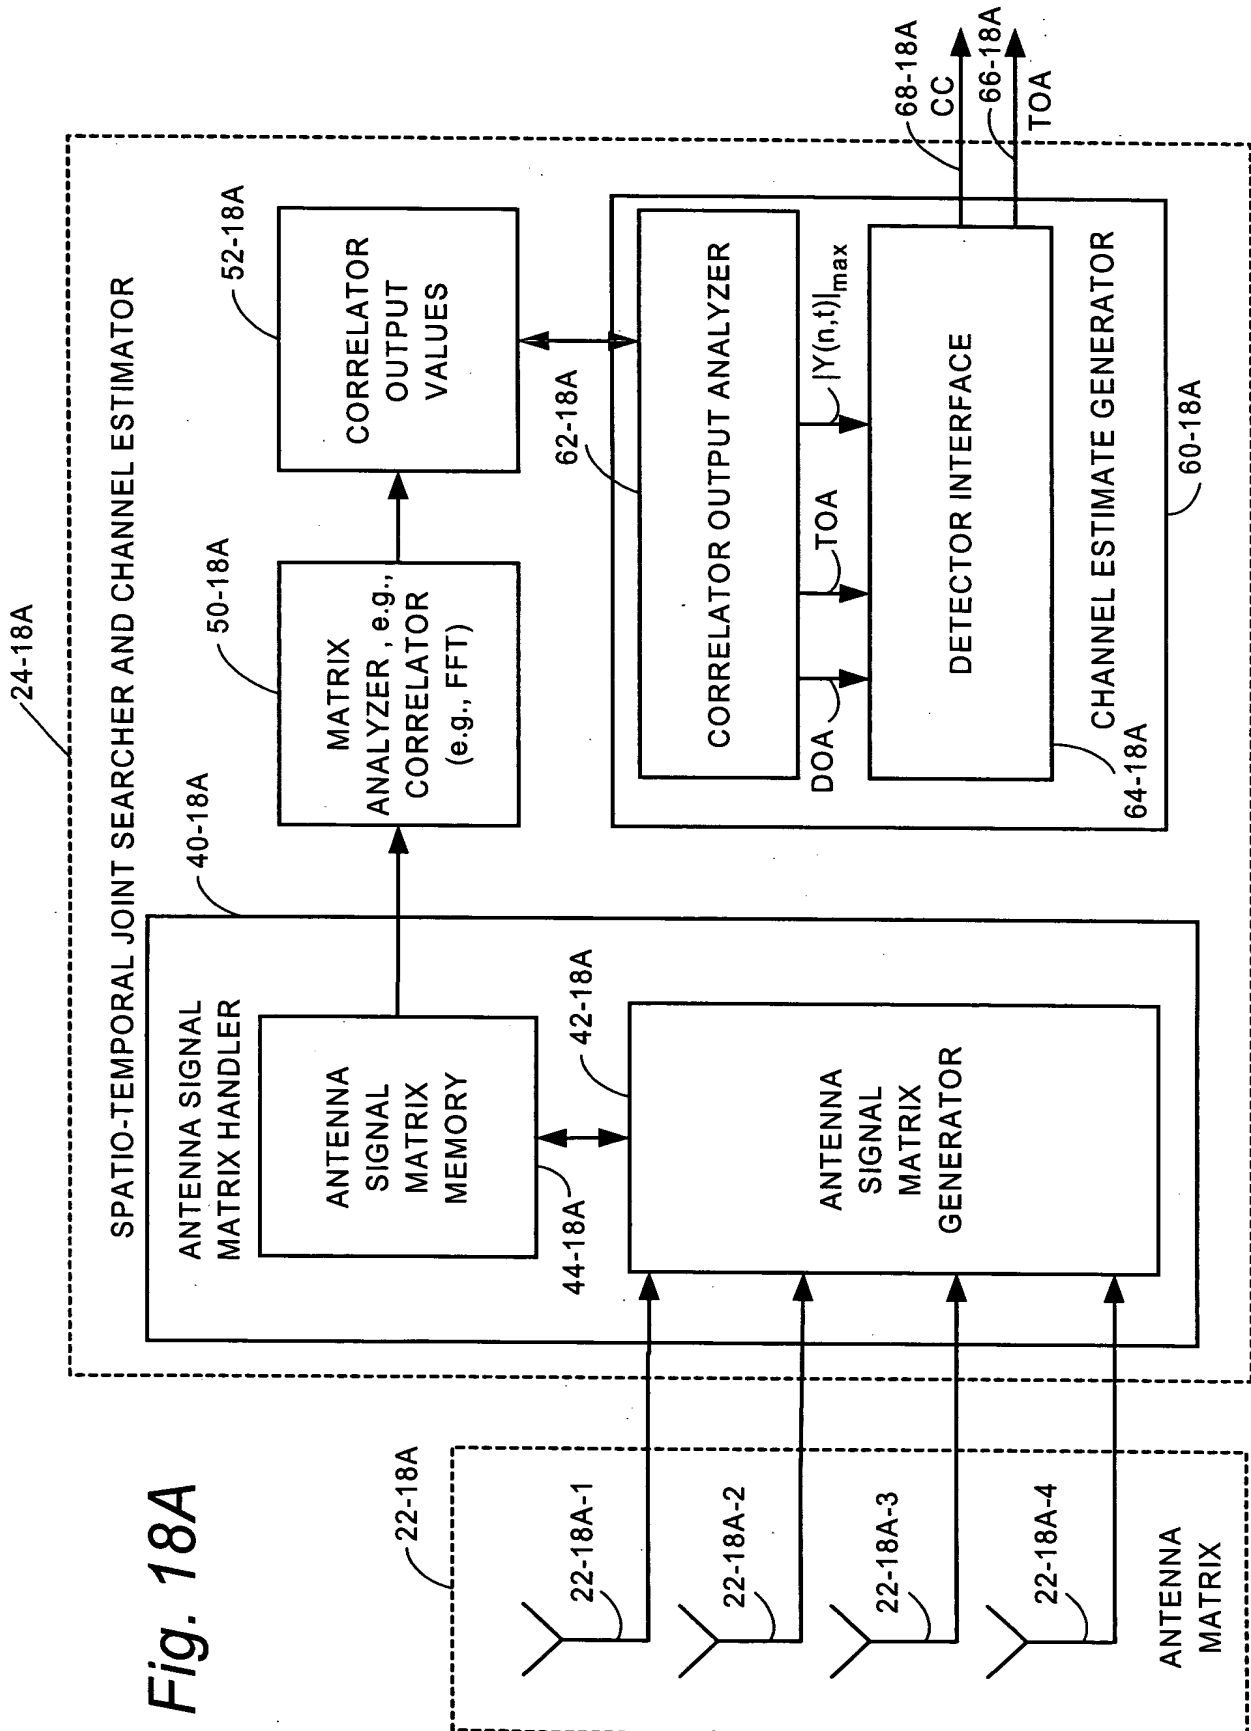 Fig. 18A
24-18A
SPATIO-TEMPORAL JOINT SEARCHER AND CHANNEL ESTIMATOR
22-18A
22-18A-1
22-18A-2
22-18A-3
22-18A-4
ANTENNA
MATRIX
40-18A
ANTENNA SIGNAL
MATRIX HANDLER
ANTENNA
SIGNAL
MATRIX
MEMORY
44-18A
42-18A
ANTENNA
SIGNAL
MATRIX
GENERATOR
50-18A
MATRIX
ANALYZER, e.g.,
CORRELATOR
(e.g., FFT)
52-18A
CORRELATOR
OUTPUT
VALUES
62-18A
CORRELATOR OUTPUT ANALYZER
DOA
TOA
|Y(n,t)|max
DETECTOR INTERFACE
64-18A
CHANNEL ESTIMATE GENERATOR
60-18A
68-18A
CC
66-18A
TOA